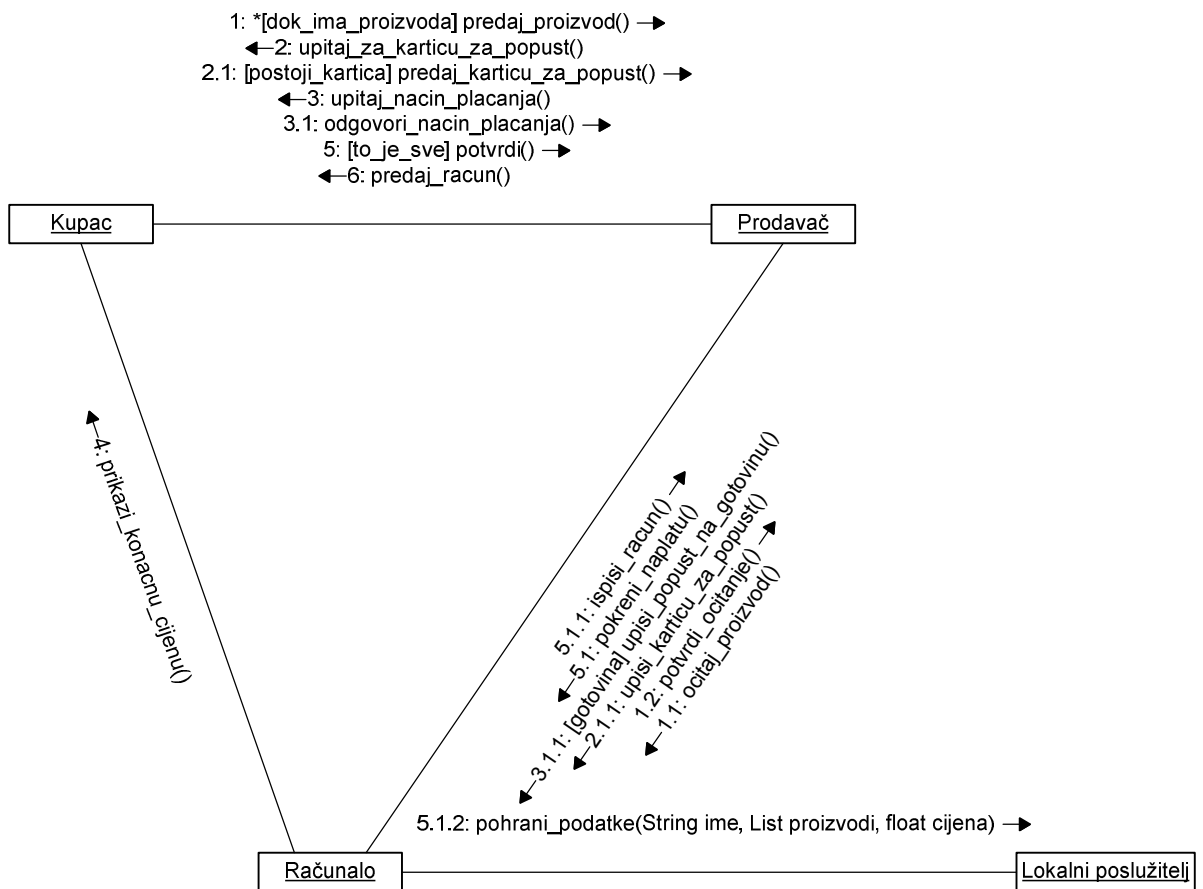 1: *[dok_ima_proizvoda] predaj_proizvod()
2: upitaj_za_karticu_za_popust()
2.1: [postoji_kartica] predaj_karticu_za_popust()
3: upitaj_nacin_placanja()
3.1: odgovori_nacin_placanja()
5: [to_je_sve] potvrdi()
6: predaj_racun()
Kupac
Prodavač
4: prikazi_konacnu_cijenu()
5.1.1: ispisi_racun()
5.1: pokreni_naplatu()
3.1.1: [gotovina] upisi_popust_na_gotovinu()
2.1.1: upisi_karticu_za_popust()
1.2: potvrdi_ocitanje()
1.1: ocitaj_proizvod()
5.1.2: pohrani_podatke(String ime, List proizvodi, float cijena)
Računalo
Lokalni poslužitelj